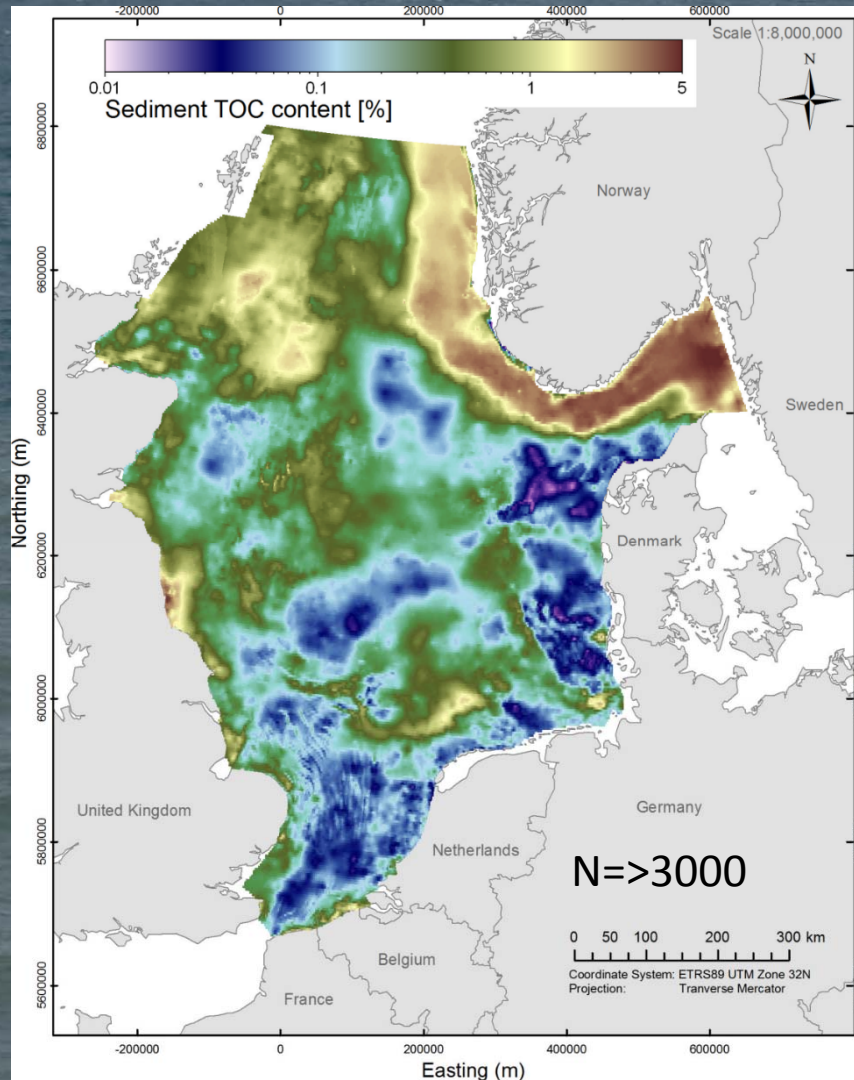 -200000 0 200000 400000 600000
Scale 1:8,000,000
N
0.01 0.1 1 5
Sediment TOC content [%]
6800000
6600000
6400000
6200000
6000000
5800000
5600000
Northing (m)
Norway
Sweden
Denmark
United Kingdom
Germany
Netherlands
N=>3000
Belgium
France
0 50 100 200 300 km
Coordinate System: ETRS89 UTM Zone 32N
Projection: Tranverse Mercator
-200000 0 200000 400000 600000
Easting (m)